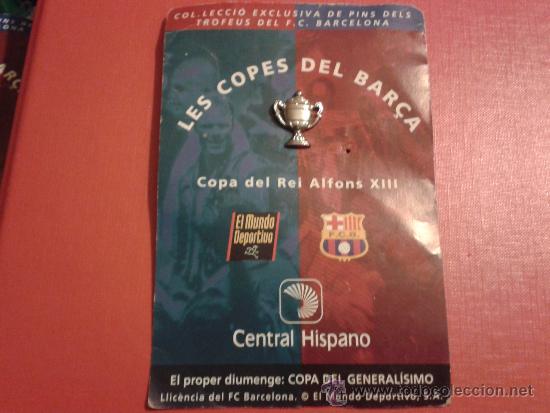 COL.LECCIÓ EXCLUSIVA DE PINS DELS
TROFEUS DEL F.C. BARCELONA
LES COPES DEL BARÇA
Copa del Rei Alfons XIII
El Mundo
Deportivo
F.C.B.
Central Hispano
El proper diumenge: COPA DEL GENERALÍSIMO
Llicència del FC Barcelona. © El Mundo Deportivo, S.A.
todocoleccion.net